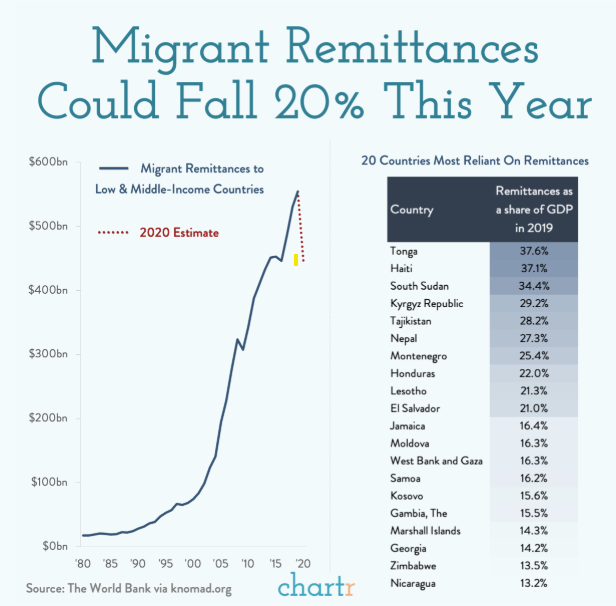 Migrant Remittances
Could Fall 20% This Year
$600bn
$500bn
$400bn
$300bn
$200bn
$100bn
$0bn
Migrant Remittances to
Low & Middle-Income Countries
2020 Estimate
'80 '85 '90 '95 '00 '05 '10 '15 '20
20 Countries Most Reliant On Remittances
Country Remittances as a share of GDP in 2019
Tonga 37.6%
Haiti 37.1%
South Sudan 34.4%
Kyrgyz Republic 29.2%
Tajikistan 28.2%
Nepal 27.3%
Montenegro 25.4%
Honduras 22.0%
Lesotho 21.3%
El Salvador 21.0%
Jamaica 16.4%
Moldova 16.3%
West Bank and Gaza 16.3%
Samoa 16.2%
Kosovo 15.6%
Gambia, The 15.5%
Marshall Islands 14.3%
Georgia 14.2%
Zimbabwe 13.5%
Nicaragua 13.2%
Source: The World Bank via knomad.org
chartr